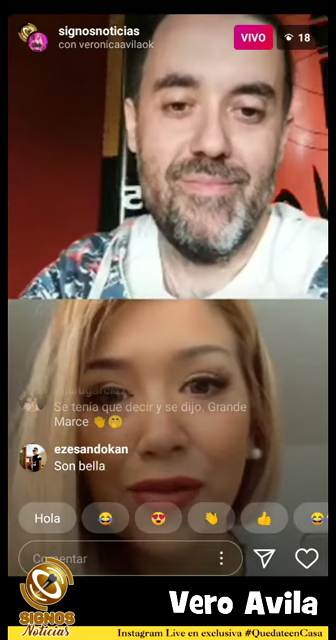 signosnoticias
con veronicaavilaok
VIVO
18
Se tenía que decir y se dijo. Grande
Marce 👏🤭
ezesandokan
Son bella
Hola
😂 😍 👏 👍 😂
Comentar
SIGNOS
Noticias
Vero Avila
Instagram Live en exclusiva #QuedateenCasa